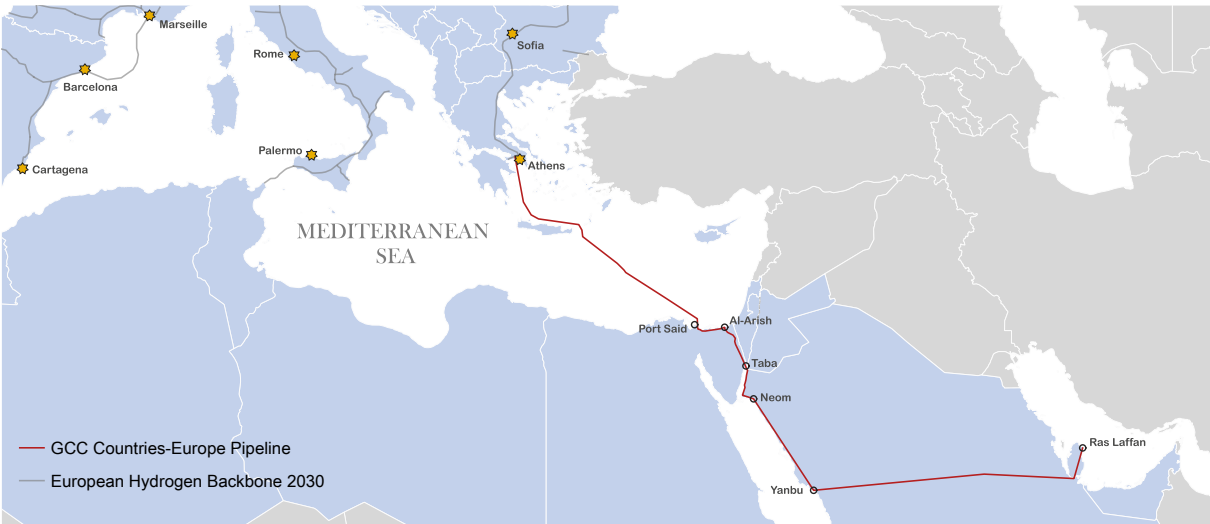 Marseille
Sofia
Rome
Barcelona
Palermo
Athens
Cartagena
MEDITERRANEAN
SEA
Al-Arish
Port Said
Taba
Neom
Ras Laffan
GCC Countries-Europe Pipeline
European Hydrogen Backbone 2030
Yanbu